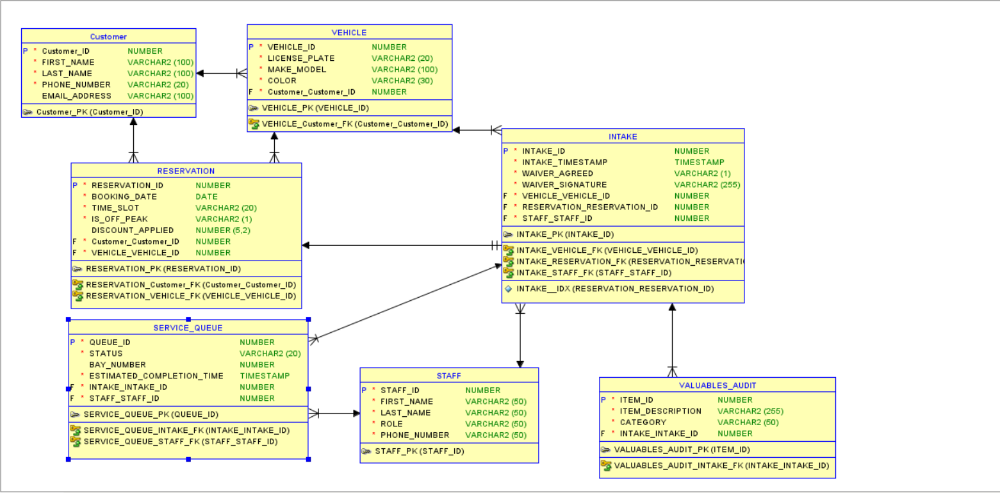 Customer
P * Customer_ID NUMBER
* FIRST_NAME VARCHAR2 (100)
* LAST_NAME VARCHAR2 (100)
* PHONE_NUMBER VARCHAR2 (20)
EMAIL_ADDRESS VARCHAR2 (100)
Customer_PK (Customer_ID)
VEHICLE
P * VEHICLE_ID NUMBER
* LICENSE_PLATE VARCHAR2 (20)
* MAKE_MODEL VARCHAR2 (100)
* COLOR VARCHAR2 (30)
F * Customer_Customer_ID NUMBER
VEHICLE_PK (VEHICLE_ID)
VEHICLE_Customer_FK (Customer_Customer_ID)
INTAKE
P * INTAKE_ID NUMBER
* INTAKE_TIMESTAMP TIMESTAMP
* WAIVER_AGREED VARCHAR2 (1)
* WAIVER_SIGNATURE VARCHAR2 (255)
F * VEHICLE_VEHICLE_ID NUMBER
F * RESERVATION_RESERVATION_ID NUMBER
F * STAFF_STAFF_ID NUMBER
INTAKE_PK (INTAKE_ID)
INTAKE_VEHICLE_FK (VEHICLE_VEHICLE_ID)
INTAKE_RESERVATION_FK (RESERVATION_RESERVATI
INTAKE_STAFF_FK (STAFF_STAFF_ID)
INTAKE__IDX (RESERVATION_RESERVATION_ID)
RESERVATION
P * RESERVATION_ID NUMBER
* BOOKING_DATE DATE
* TIME_SLOT VARCHAR2 (20)
* IS_OFF_PEAK VARCHAR2 (1)
DISCOUNT_APPLIED NUMBER (5,2)
F * Customer_Customer_ID NUMBER
F * VEHICLE_VEHICLE_ID NUMBER
RESERVATION_PK (RESERVATION_ID)
RESERVATION_Customer_FK (Customer_Customer_ID)
RESERVATION_VEHICLE_FK (VEHICLE_VEHICLE_ID)
SERVICE_QUEUE
P * QUEUE_ID NUMBER
* STATUS VARCHAR2 (20)
BAY_NUMBER NUMBER
* ESTIMATED_COMPLETION_TIME TIMESTAMP
F * INTAKE_INTAKE_ID NUMBER
F * STAFF_STAFF_ID NUMBER
SERVICE_QUEUE_PK (QUEUE_ID)
SERVICE_QUEUE_INTAKE_FK (INTAKE_INTAKE_ID)
SERVICE_QUEUE_STAFF_FK (STAFF_STAFF_ID)
STAFF
P * STAFF_ID NUMBER
* FIRST_NAME VARCHAR2 (50)
* LAST_NAME VARCHAR2 (50)
* ROLE VARCHAR2 (50)
* PHONE_NUMBER VARCHAR2 (50)
STAFF_PK (STAFF_ID)
VALUABLES_AUDIT
P * ITEM_ID NUMBER
* ITEM_DESCRIPTION VARCHAR2 (255)
* CATEGORY VARCHAR2 (50)
F * INTAKE_INTAKE_ID NUMBER
VALUABLES_AUDIT_PK (ITEM_ID)
VALUABLES_AUDIT_INTAKE_FK (INTAKE_INTAKE_ID)